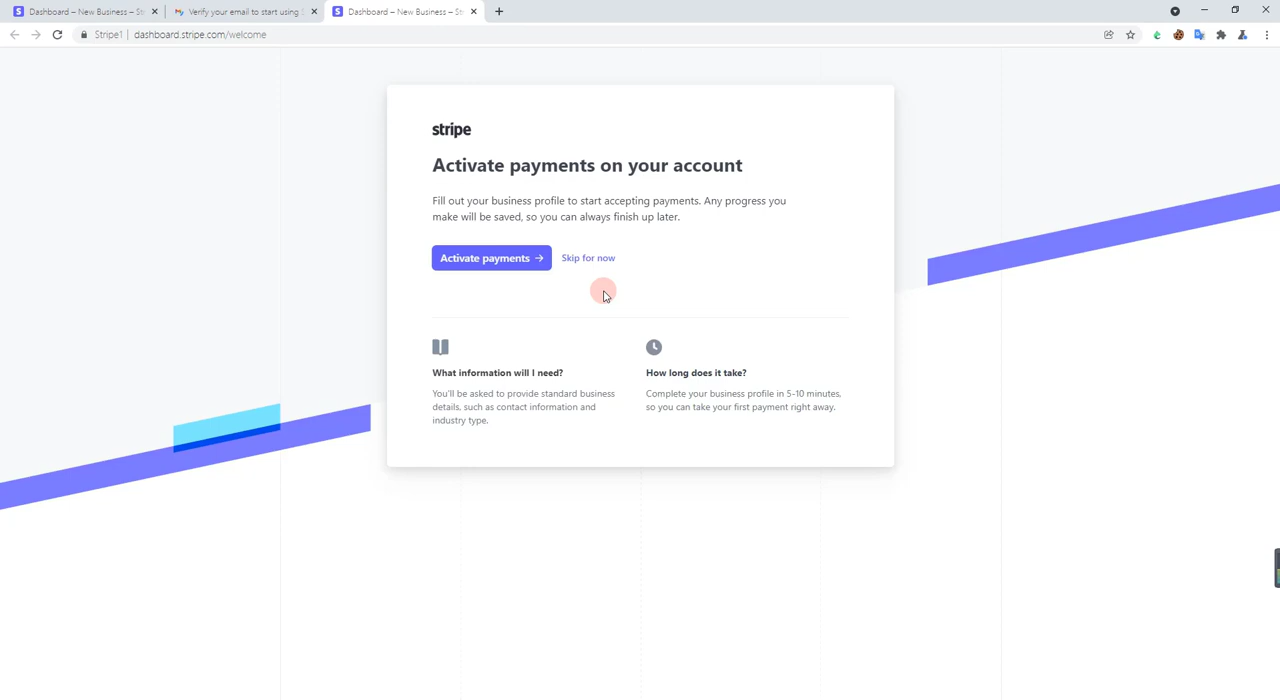 Dashboard – New Business – St
Verify your email to start using
Dashboard – New Business – St
Stripe1 | dashboard.stripe.com/welcome
stripe
Activate payments on your account
Fill out your business profile to start accepting payments. Any progress you
make will be saved, so you can always finish up later.
Activate payments →
Skip for now
What information will I need?
You'll be asked to provide standard business
details, such as contact information and
industry type.
How long does it take?
Complete your business profile in 5-10 minutes,
so you can take your first payment right away.